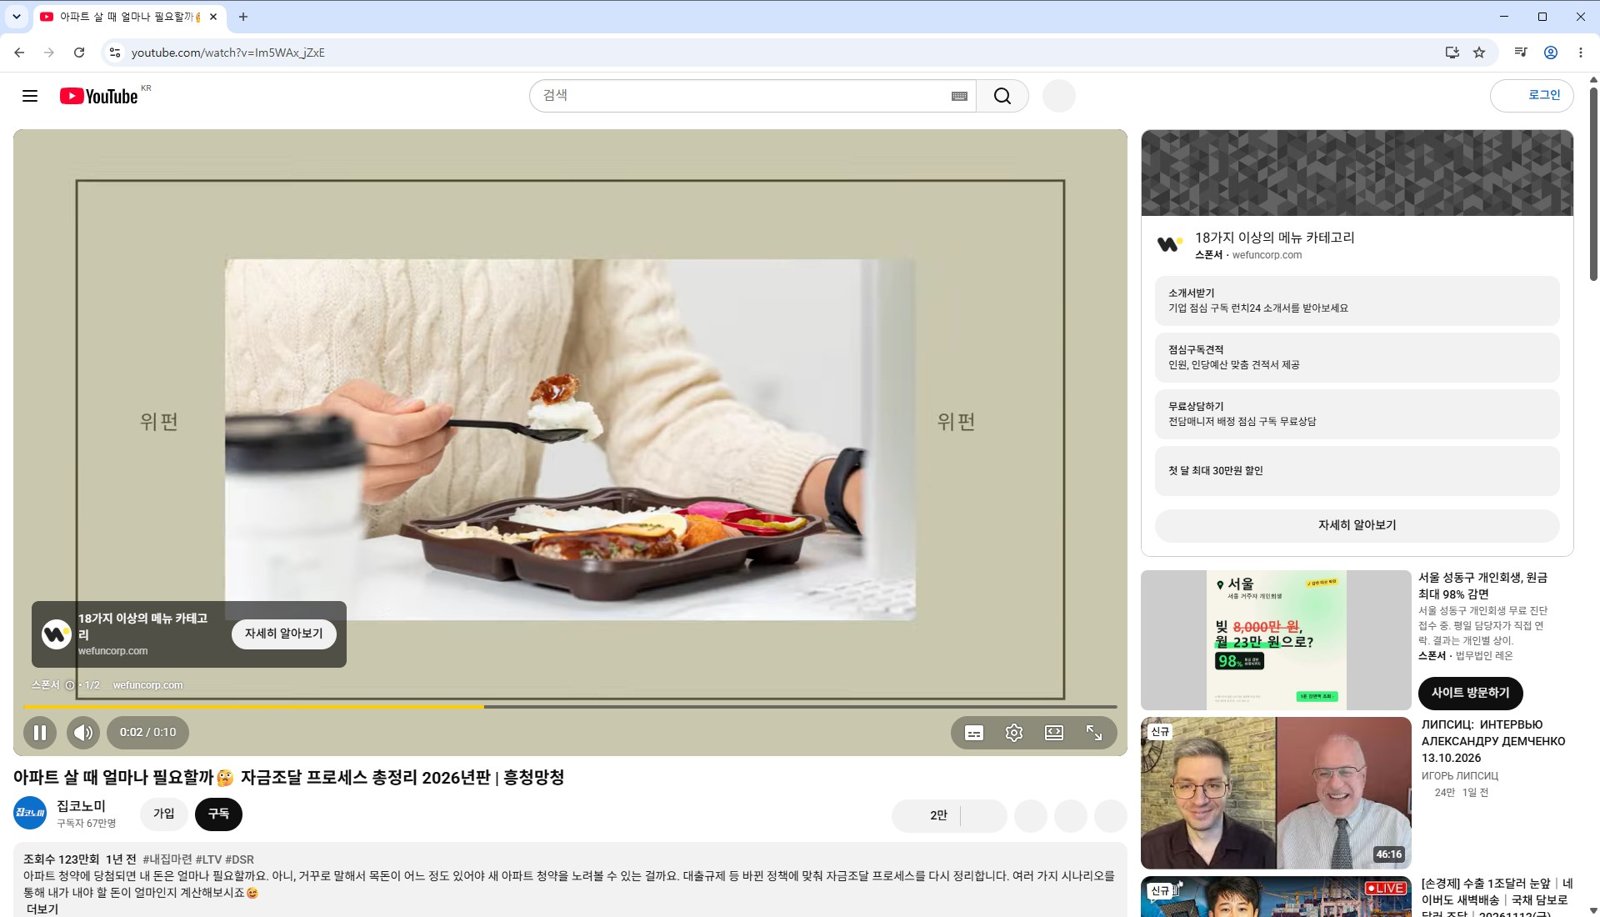 아파트 살 때 얼마나 필요할까
youtube.com/watch?v=Im5WAx_jZxE
YouTube KR
검색
로그인
위펀
위펀
18가지 이상의 메뉴 카테고
리
wefuncorp.com
자세히 알아보기
스폰서 · 1/2 wefuncorp.com
0:02 / 0:10
아파트 살 때 얼마나 필요할까🤔 자금조달 프로세스 총정리 2026년판 | 흥청망청
집코노미
집코노미
구독자 67만명
가입
구독
2만
조회수 123만회 1년 전 #내집마련 #LTV #DSR
아파트 청약에 당첨되면 내 돈은 얼마나 필요할까요. 아니, 거꾸로 말해서 목돈이 어느 정도 있어야 새 아파트 청약을 노려볼 수 있는 걸까요. 대출규제 등 바뀐 정책에 맞춰 자금조달 프로세스를 다시 정리합니다. 여러 가지 시나리오를
통해 내가 내야 할 돈이 얼마인지 계산해보시죠😄
더보기
18가지 이상의 메뉴 카테고리
스폰서 · wefuncorp.com
소개서받기
기업 점심 구독 런치24 소개서를 받아보세요
점심구독견적
인원, 인당예산 맞춤 견적서 제공
무료상담하기
전담매니저 배정 점심 구독 무료상담
첫 달 최대 30만원 할인
자세히 알아보기
서울
서울 거주자 개인회생
빚 8,000만 원,
월 23만 원으로?
98%
서울 성동구 개인회생, 원금
최대 98% 감면
서울 성동구 개인회생 무료 진단
접수 중. 평일 담당자가 직접 연
락. 결과는 개인별 상이.
스폰서 · 법무법인 레온
사이트 방문하기
신규
46:16
ЛИПСИЦ: ИНТЕРВЬЮ
АЛЕКСАНДРУ ДЕМЧЕНКО
13.10.2026
ИГОРЬ ЛИПСИЦ
24만 1일 전
신규
LIVE
[손경제] 수출 1조달러 눈앞 | 네
이버도 새벽배송 | 국채 담보로
달러 조달 | 20261113(금)